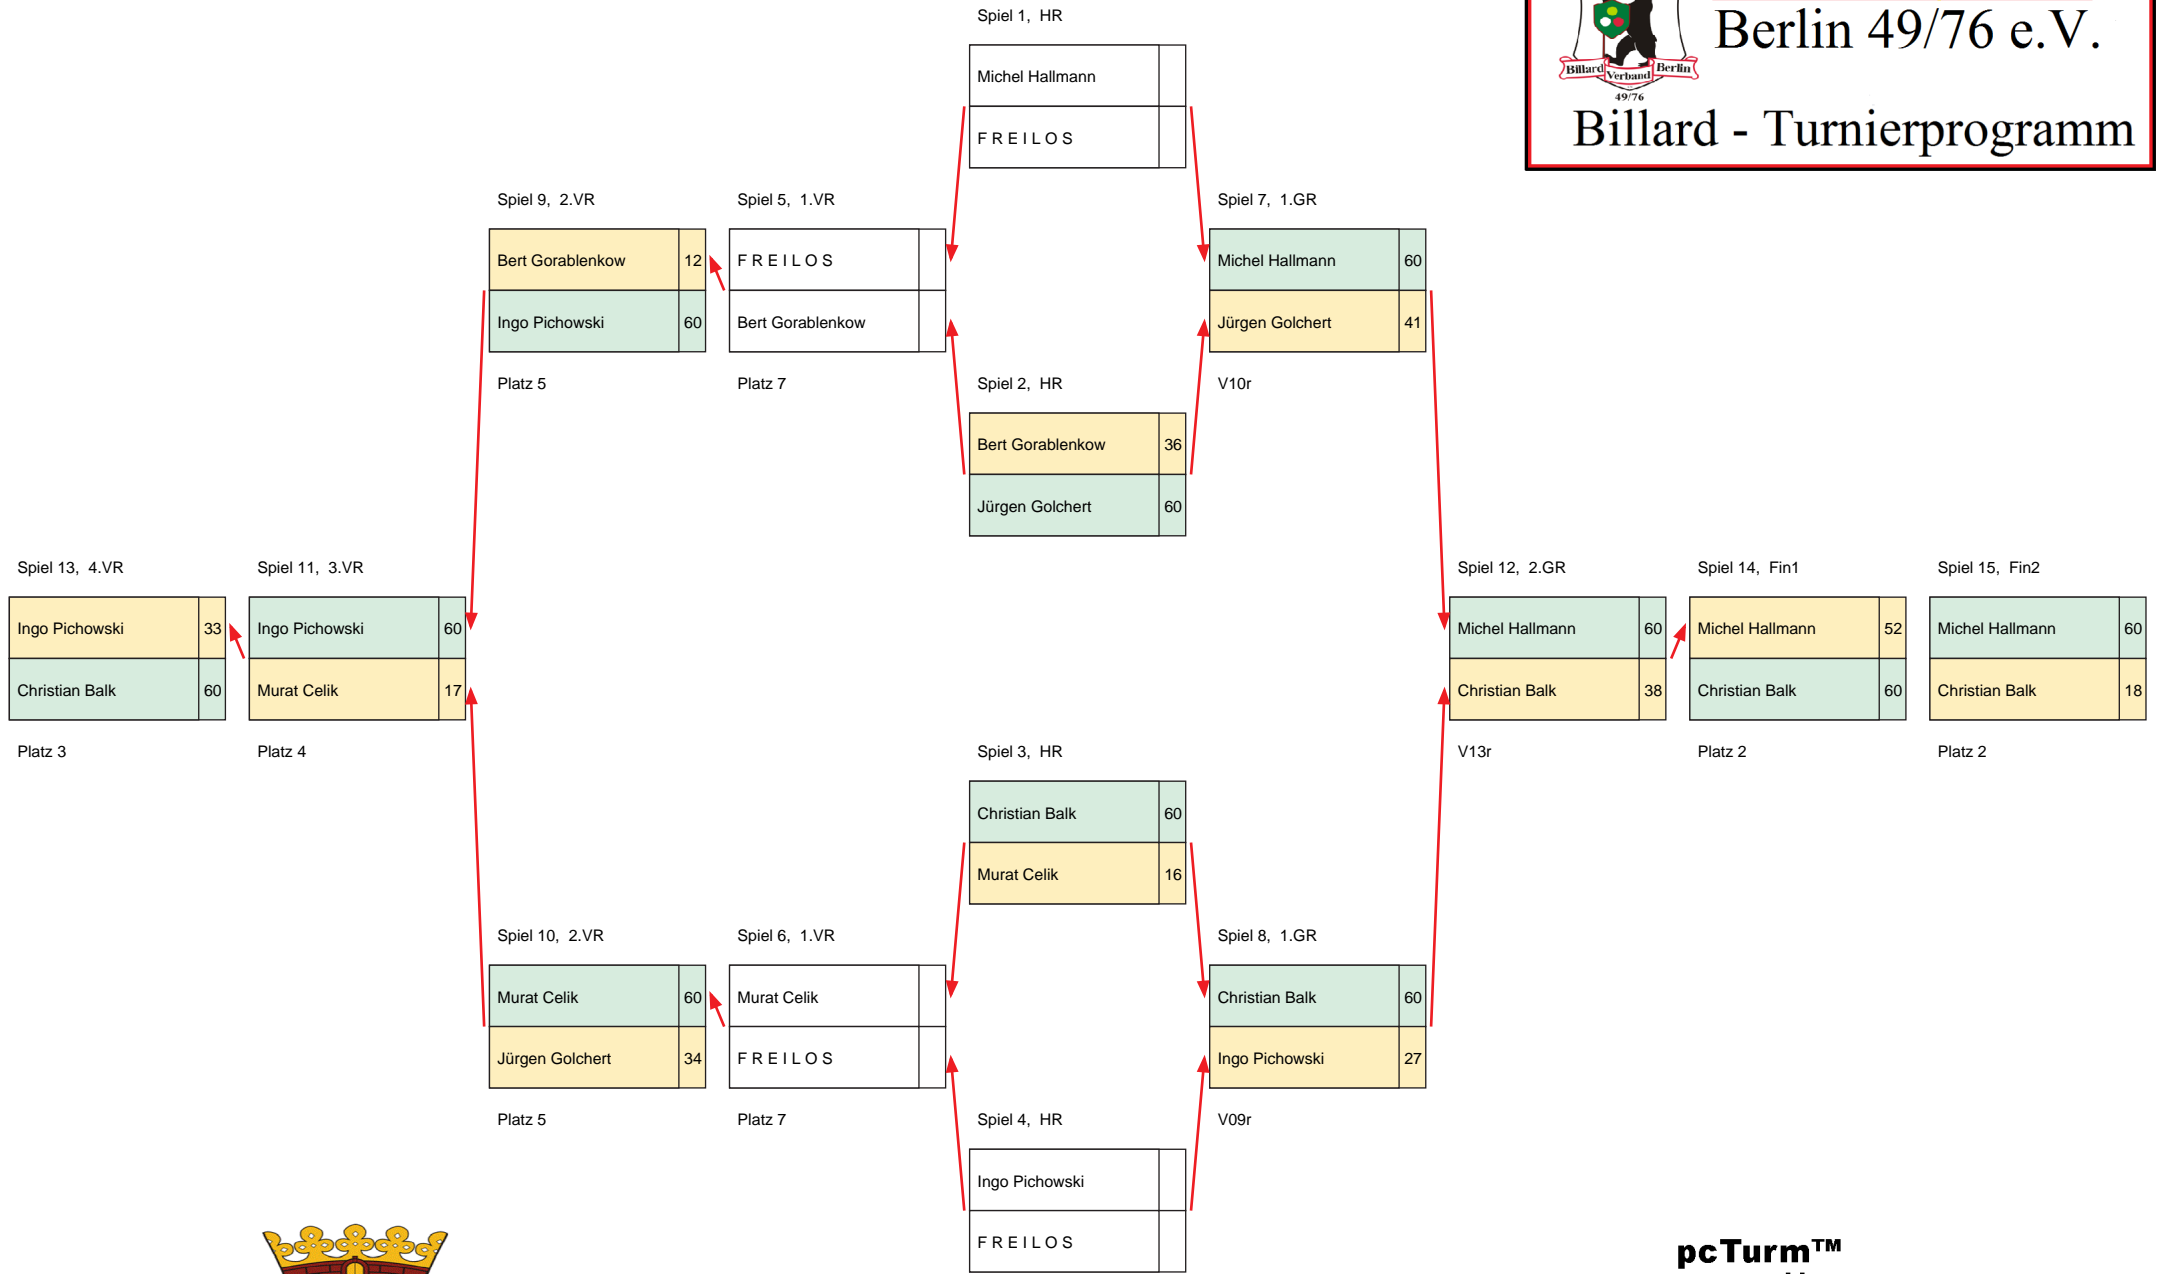 Spiel 1, HR
Michel Hallmann
F R E I L O S
Berlin 49/76 e.V.
Billard Verband Berlin
49/76
Billard - Turnierprogramm
Spiel 9, 2.VR
Bert Gorablenkow 12
Ingo Pichowski 60
Platz 5
Spiel 5, 1.VR
F R E I L O S
Bert Gorablenkow
Platz 7
Spiel 7, 1.GR
Michel Hallmann 60
Jürgen Golchert 41
V10r
Spiel 2, HR
Bert Gorablenkow 36
Jürgen Golchert 60
Spiel 13, 4.VR
Ingo Pichowski 33
Christian Balk 60
Platz 3
Spiel 11, 3.VR
Ingo Pichowski 60
Murat Celik 17
Platz 4
Spiel 12, 2.GR
Michel Hallmann 60
Christian Balk 38
V13r
Spiel 14, Fin1
Michel Hallmann 52
Christian Balk 60
Platz 2
Spiel 15, Fin2
Michel Hallmann 60
Christian Balk 18
Platz 2
Spiel 3, HR
Christian Balk 60
Murat Celik 16
Spiel 10, 2.VR
Murat Celik 60
Jürgen Golchert 34
Platz 5
Spiel 6, 1.VR
Murat Celik
F R E I L O S
Platz 7
Spiel 8, 1.GR
Christian Balk 60
Ingo Pichowski 27
V09r
Spiel 4, HR
Ingo Pichowski
F R E I L O S
pcTurm™